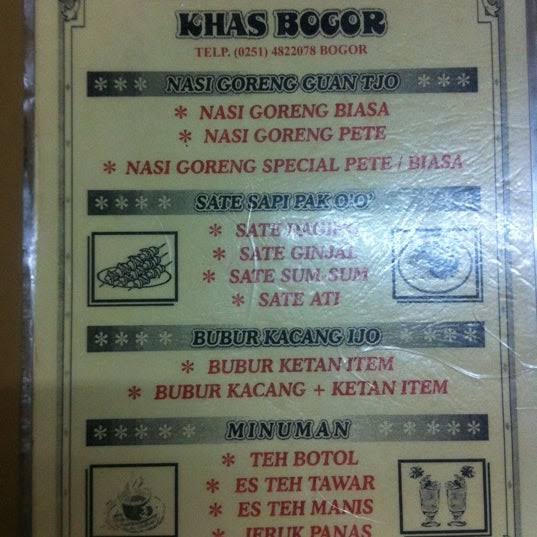 KHAS BOGOR
TELP. (0251) 4822078 BOGOR
*** NASI GORENG GUAN TJO ***
* NASI GORENG BIASA
* NASI GORENG PETE
* NASI GORENG SPECIAL PETE / BIASA
**** SATE SAPI PAK O'O' ****
* SATE DAGING
* SATE GINJAL
* SATE SUM-SUM
* SATE ATI
**** BUBUR KACANG IJO ****
* BUBUR KETAN ITEM
* BUBUR KACANG + KETAN ITEM
***** MINUMAN *****
* TEH BOTOL
* ES TEH TAWAR
* ES TEH MANIS
* JERUK PANAS